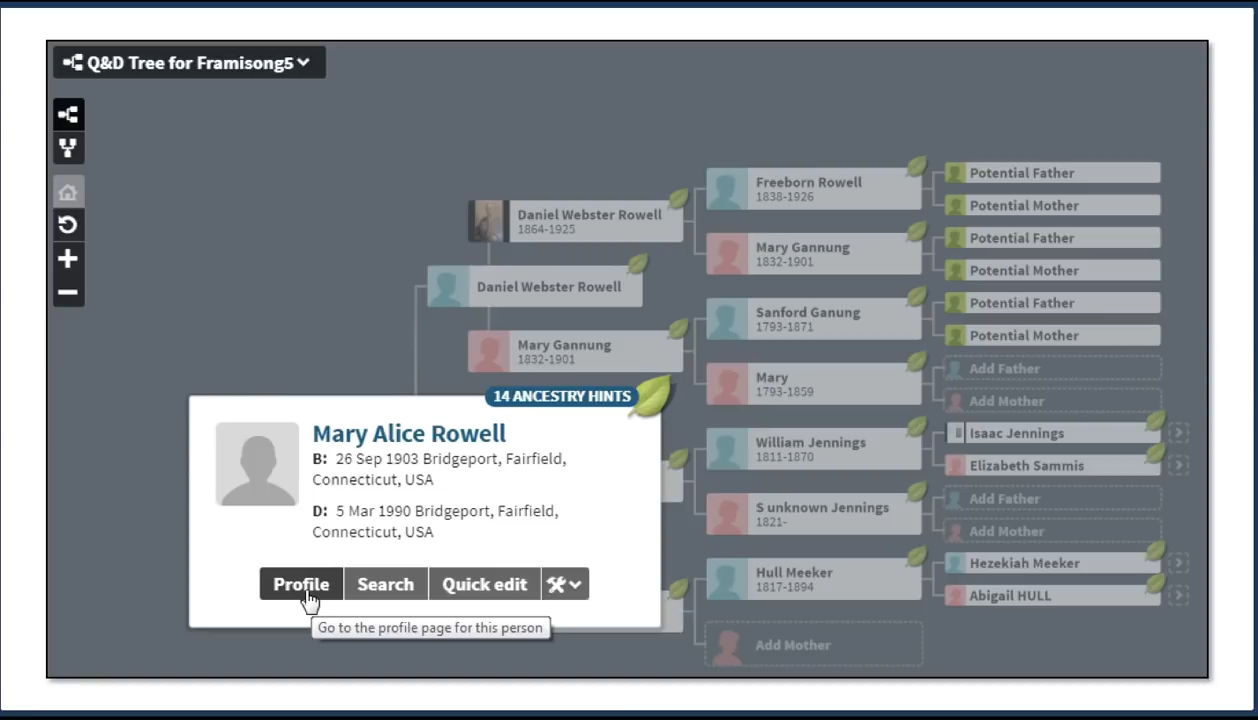 Q&D Tree for Framisong5
Freeborn Rowell
1838-1926
Potential Father
Potential Mother
Daniel Webster Rowell
1864-1925
Mary Gannung
1832-1901
Potential Father
Potential Mother
Daniel Webster Rowell
Sanford Ganung
1793-1871
Potential Father
Potential Mother
Mary Gannung
1832-1901
Mary
1793-1859
Add Father
Add Mother
14 ANCESTRY HINTS
Mary Alice Rowell
B: 26 Sep 1903 Bridgeport, Fairfield,
Connecticut, USA
D: 5 Mar 1990 Bridgeport, Fairfield,
Connecticut, USA
Profile
Search
Quick edit
Go to the profile page for this person
William Jennings
1811-1870
Isaac Jennings
Elizabeth Sammis
S unknown Jennings
1821-
Add Father
Add Mother
Hull Meeker
1817-1894
Hezekiah Meeker
Abigail HULL
Add Mother